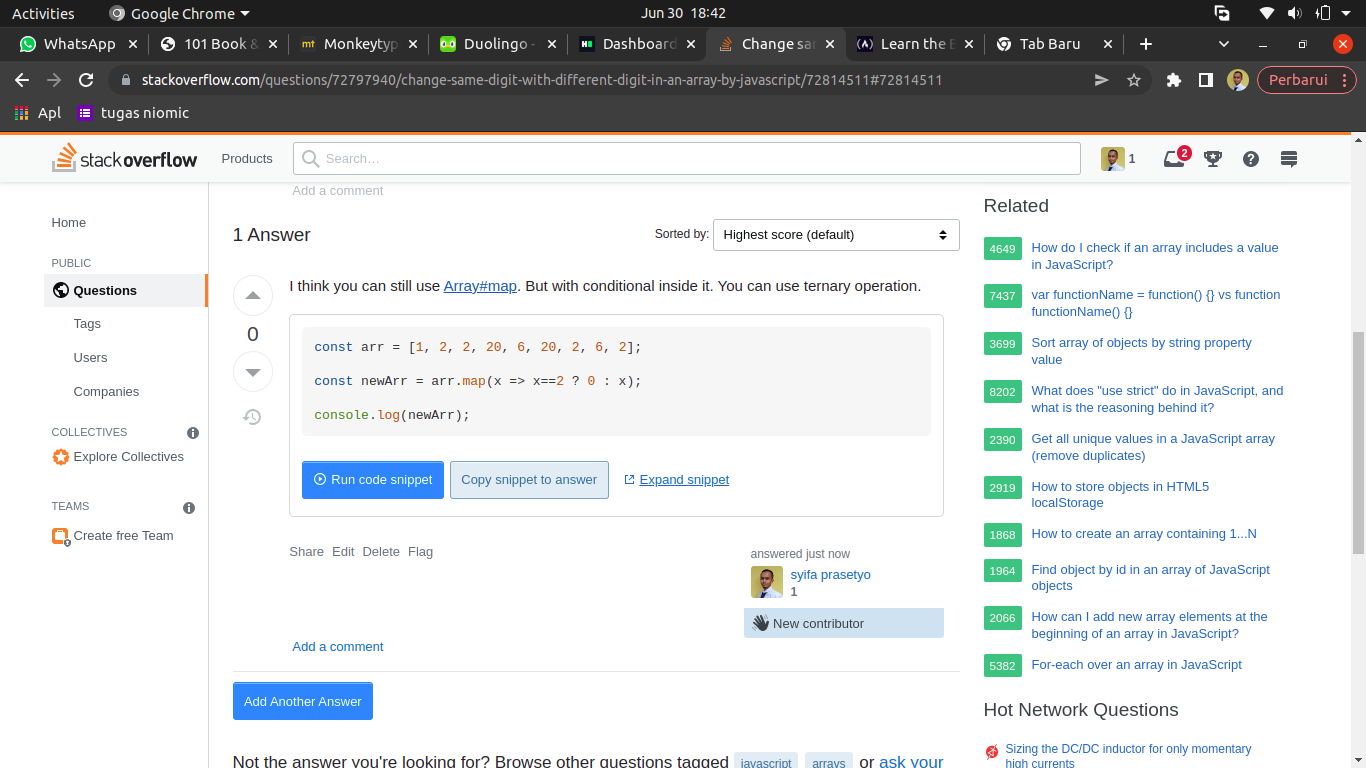 Activities
Google Chrome
Jun 30 18:42
WhatsApp
101 Book &
Monkeytyp
Duolingo -
Dashboard
Change sar
Learn the B
Tab Baru
stackoverflow.com/questions/72797940/change-same-digit-with-different-digit-in-an-array-by-javascript/72814511#72814511
Perbarui
Apl
tugas niomic
stackoverflow
Products
Search…
1
2
Home
PUBLIC
Questions
Tags
Users
Companies
COLLECTIVES
Explore Collectives
TEAMS
Create free Team
Add a comment
1 Answer
Sorted by:
Highest score (default)
0
I think you can still use Array#map. But with conditional inside it. You can use ternary operation.
const arr = [1, 2, 2, 20, 6, 20, 2, 6, 2];
const newArr = arr.map(x => x==2 ? 0 : x);
console.log(newArr);
Run code snippet
Copy snippet to answer
Expand snippet
Share Edit Delete Flag
answered just now
syifa prasetyo
1
New contributor
Add a comment
Add Another Answer
Not the answer you're looking for? Browse other questions tagged javascript arrays or ask your
Related
4649 How do I check if an array includes a value
in JavaScript?
7437 var functionName = function() {} vs function
functionName() {}
3699 Sort array of objects by string property
value
8202 What does "use strict" do in JavaScript, and
what is the reasoning behind it?
2390 Get all unique values in a JavaScript array
(remove duplicates)
2919 How to store objects in HTML5
localStorage
1868 How to create an array containing 1...N
1964 Find object by id in an array of JavaScript
objects
2066 How can I add new array elements at the
beginning of an array in JavaScript?
5382 For-each over an array in JavaScript
Hot Network Questions
Sizing the DC/DC inductor for only momentary
high currents